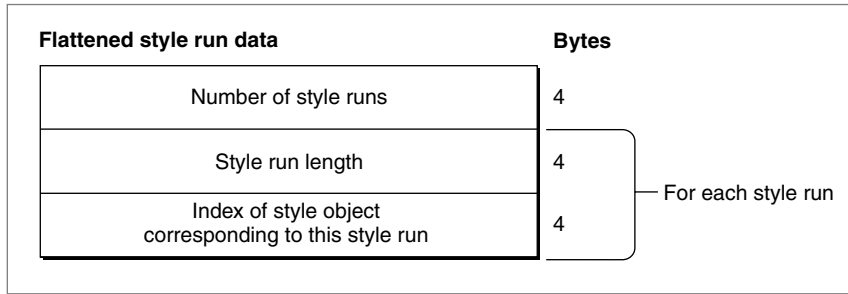 Flattened style run data Bytes
Number of style runs 4
Style run length 4
For each style run
Index of style object
corresponding to this style run 4